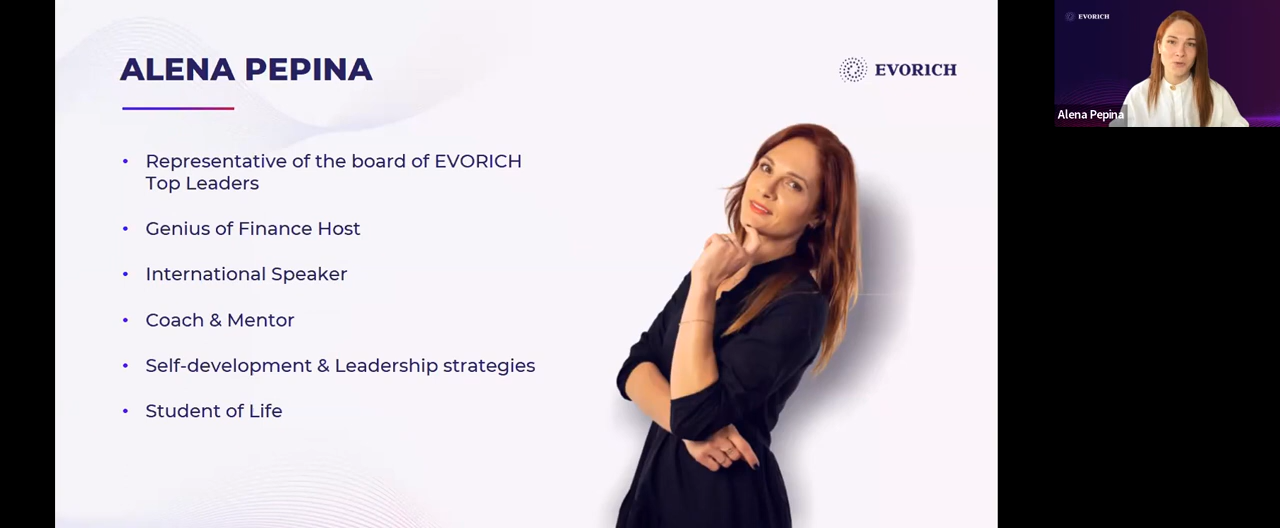 ALENA PEPINA
EVORICH
• Representative of the board of EVORICH
Top Leaders
• Genius of Finance Host
• International Speaker
• Coach & Mentor
• Self-development & Leadership strategies
• Student of Life
EVORICH
Alena Pepina